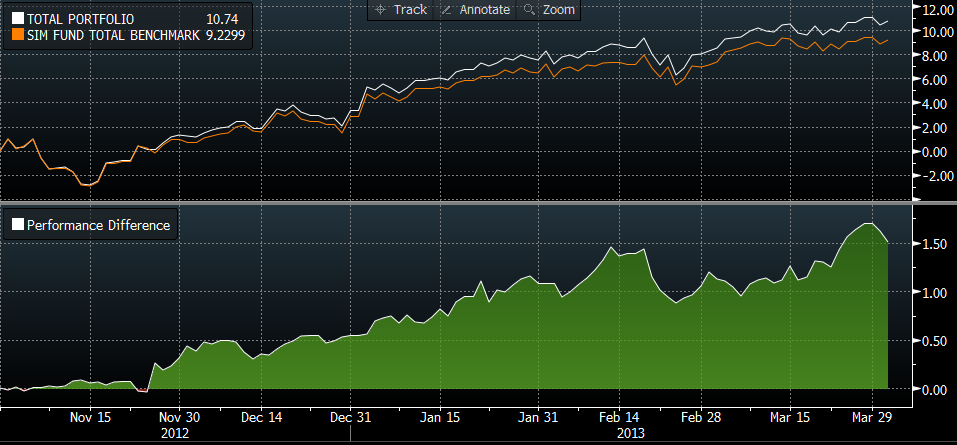 Track Annotate Zoom
TOTAL PORTFOLIO 10.74
SIM FUND TOTAL BENCHMARK 9.2299
12.00
10.00
8.00
6.00
4.00
2.00
0.00
-2.00
Performance Difference
1.50
1.00
0.50
0.00
Nov 15 Nov 30 Dec 14 Dec 31 Jan 15 Jan 31 Feb 14 Feb 28 Mar 15 Mar 29
2012 2013